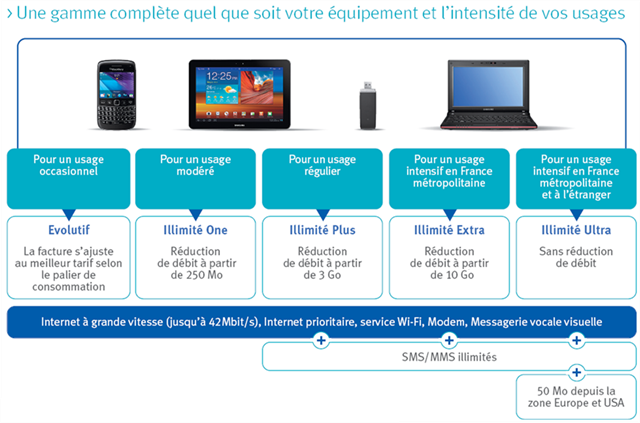 > Une gamme complète quel que soit votre équipement et l'intensité de vos usages
BlackBerry
12:25
SAMSUNG
Pour un usage
occasionnel
Pour un usage
modéré
Pour un usage
régulier
Pour un usage
intensif en France
métropolitaine
Pour un usage
intensif en France
métropolitaine
et à l'étranger
Evolutif
La facture s'ajuste
au meilleur tarif selon
le palier de
consommation
Illimité One
Réduction
de débit à partir
de 250 Mo
Illimité Plus
Réduction
de débit à partir
de 3 Go
Illimité Extra
Réduction
de débit à partir
de 10 Go
Illimité Ultra
Sans réduction
de débit
Internet à grande vitesse (jusqu'à 42Mbit/s), Internet prioritaire, service Wi-Fi, Modem, Messagerie vocale visuelle
+ + +
SMS/MMS illimités
+
50 Mo depuis la
zone Europe et USA